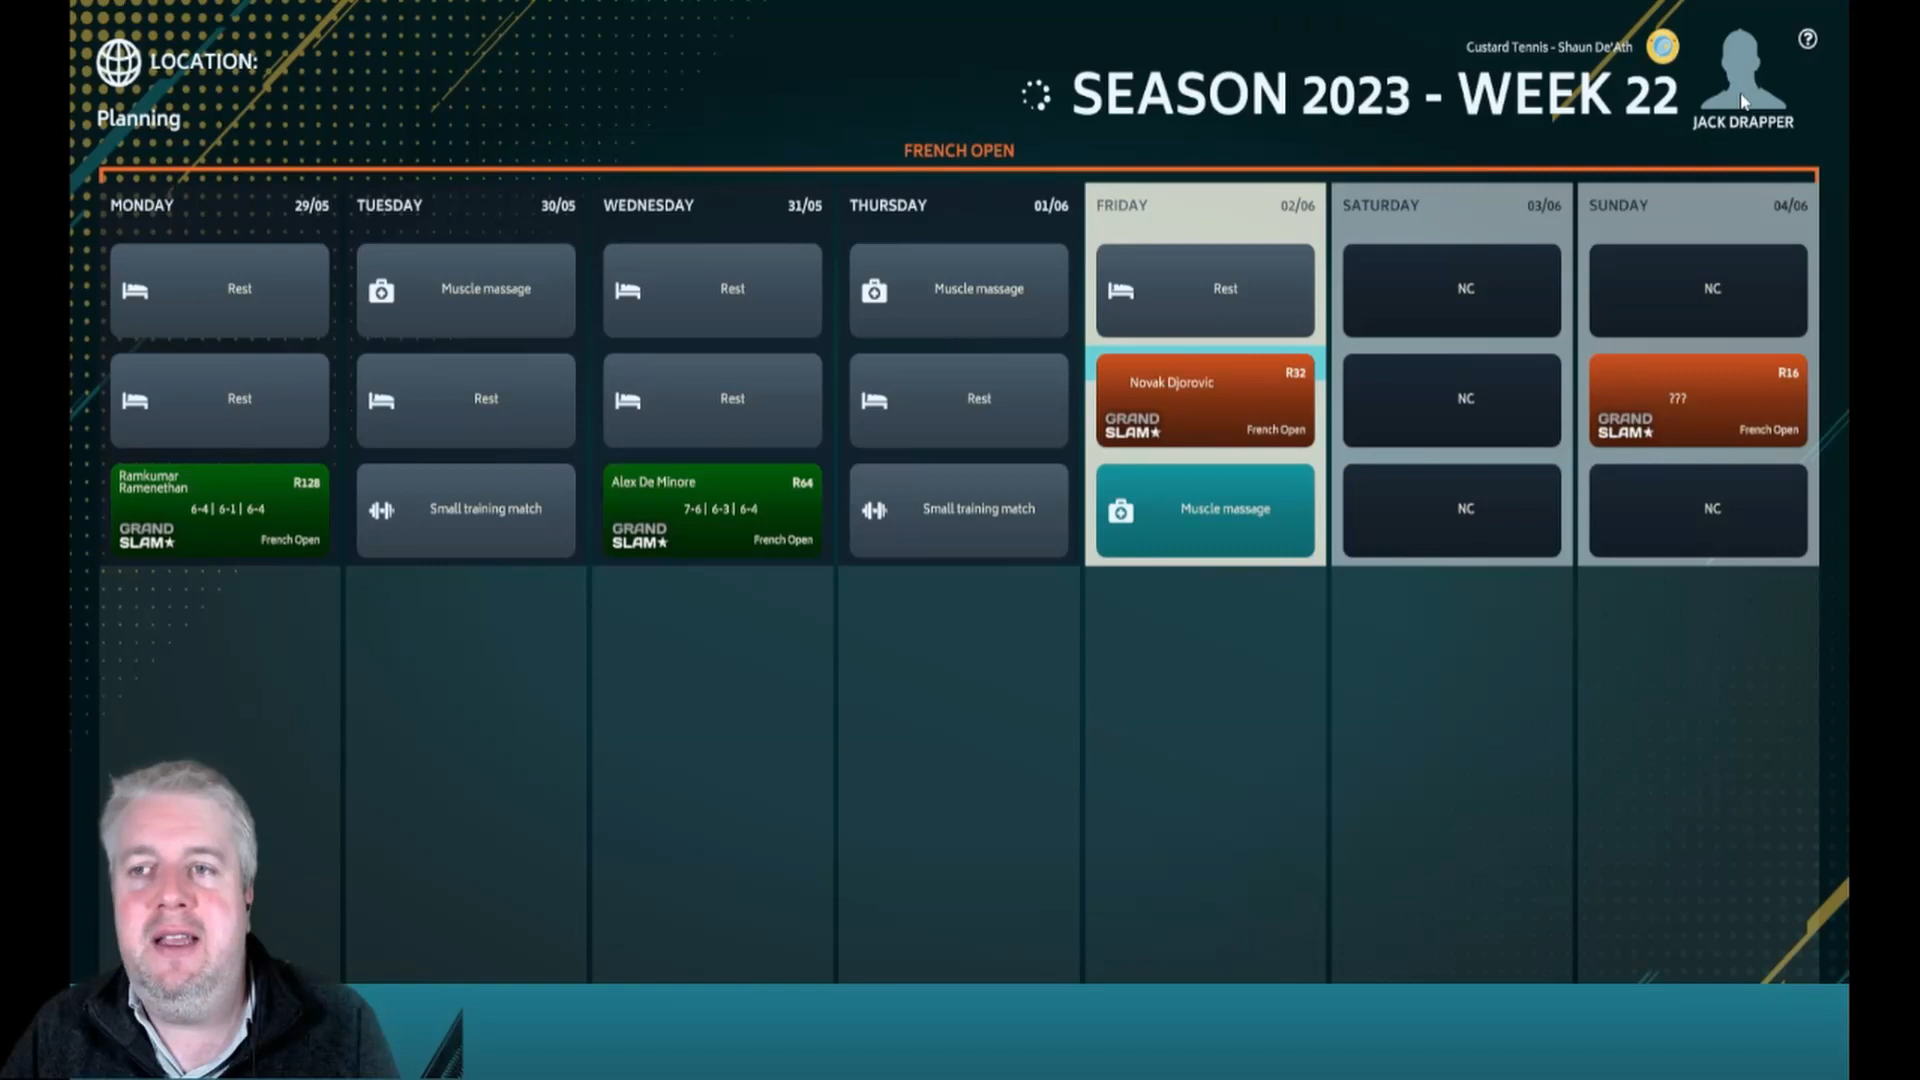 LOCATION:
Planning
Custard Tennis - Shaun De'Ath
SEASON 2023 - WEEK 22
JACK DRAPPER
FRENCH OPEN
MONDAY 29/05
TUESDAY 30/05
WEDNESDAY 31/05
THURSDAY 01/06
FRIDAY 02/06
SATURDAY 03/06
SUNDAY 04/06
Rest
Muscle massage
Rest
Muscle massage
Rest
NC
NC
Rest
Rest
Rest
Rest
Novak Djorovic R32
GRAND SLAM★ French Open
NC
??? R16
GRAND SLAM★ French Open
Ramkumar Ramenethan R128
6-4| 6-1 | 6-4
GRAND SLAM★ French Open
Small training match
Alex De Minore R64
7-6| 6-3 | 6-4
GRAND SLAM★ French Open
Small training match
Muscle massage
NC
NC